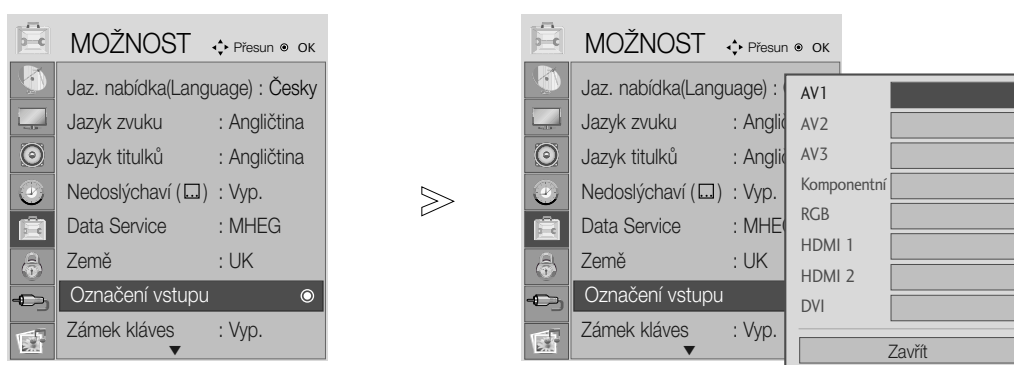 MOŽNOST Přesun OK
Jaz. nabídka(Language) : Česky
Jazyk zvuku : Angličtina
Jazyk titulků : Angličtina
Nedoslýchaví ( ) : Vyp.
Data Service : MHEG
Země : UK
Označení vstupu
Zámek kláves : Vyp.
MOŽNOST Přesun OK
Jaz. nabídka(Language) :
Jazyk zvuku : Anglič
Jazyk titulků : Anglič
Nedoslýchaví ( ) : Vyp.
Data Service : MHEG
Země : UK
Označení vstupu
Zámek kláves : Vyp.
AV1
AV2
AV3
Komponentní
RGB
HDMI 1
HDMI 2
DVI
Zavřít